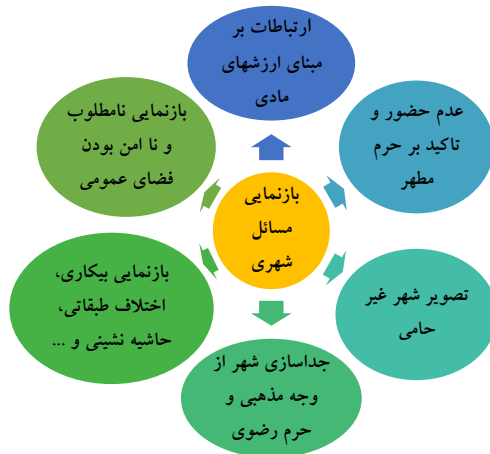 ارتباطات بر
مبنای ارزشهای
مادی
عدم حضور و
تاکید بر حرم
مطهر
تصویر شهر غیر
حامی
جداسازی شهر از
وجه مذهبی و
حرم رضوی
بازنمایی بیکاری،
اختلاف طبقاتی،
حاشیه نشینی و ...
بازنمایی نامطلوب
و نا امن بودن
فضای عمومی
بازنمایی
مسائل
شهری